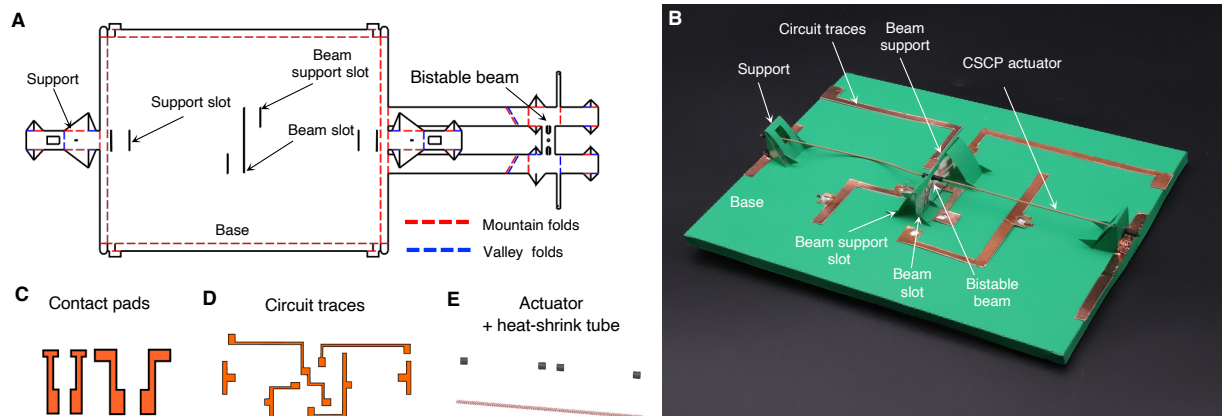 A
Support
Support slot
Beam
support slot
Bistable beam
Beam slot
Base
Mountain folds
Valley folds
B
Circuit traces
Beam
support
CSCP actuator
Support
Base
Beam support
slot
Beam
slot
Bistable
beam
C
Contact pads
D
Circuit traces
E
Actuator
+ heat-shrink tube